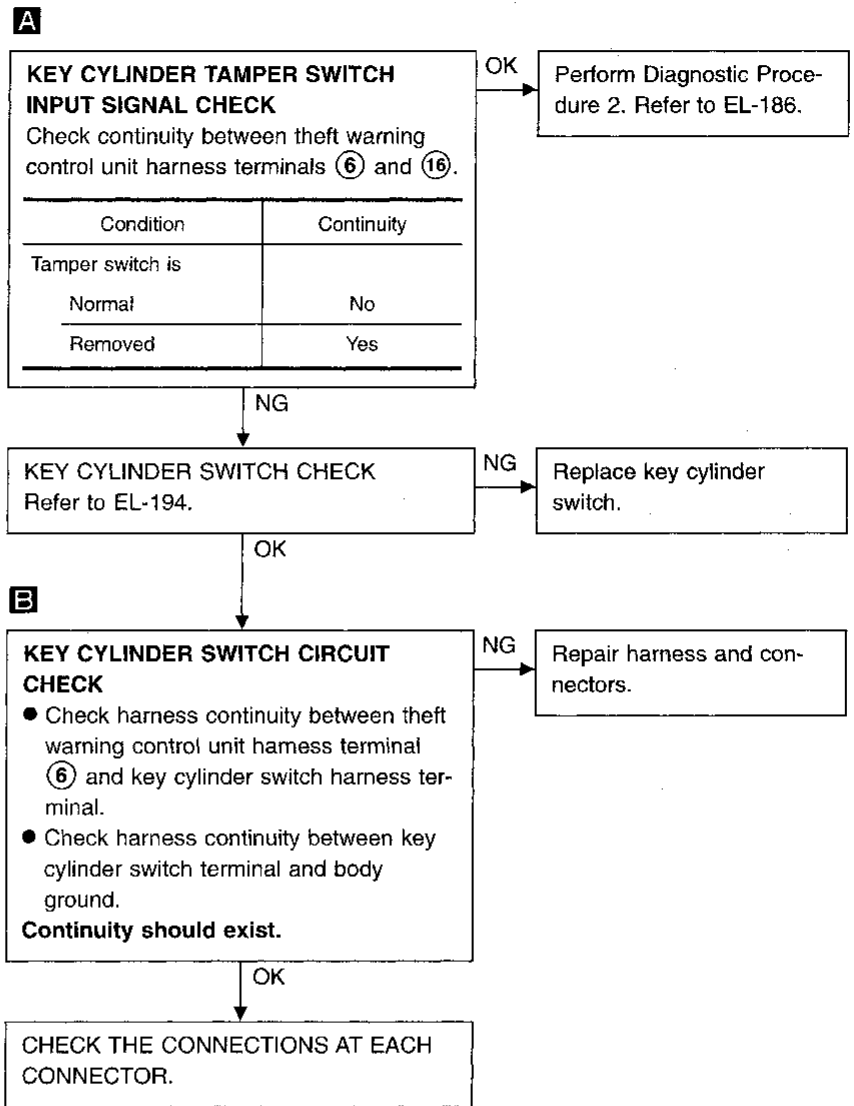 A
KEY CYLINDER TAMPER SWITCH
INPUT SIGNAL CHECK
Check continuity between theft warning
control unit harness terminals ⑥ and ⑯.
Condition Continuity
Tamper switch is
Normal No
Removed Yes
OK
Perform Diagnostic Proce-
dure 2. Refer to EL-186.
NG
KEY CYLINDER SWITCH CHECK
Refer to EL-194.
NG
Replace key cylinder
switch.
OK
B
KEY CYLINDER SWITCH CIRCUIT
CHECK
● Check harness continuity between theft
warning control unit harness terminal
⑥ and key cylinder switch harness ter-
minal.
● Check harness continuity between key
cylinder switch terminal and body
ground.
Continuity should exist.
NG
Repair harness and con-
nectors.
OK
CHECK THE CONNECTIONS AT EACH
CONNECTOR.